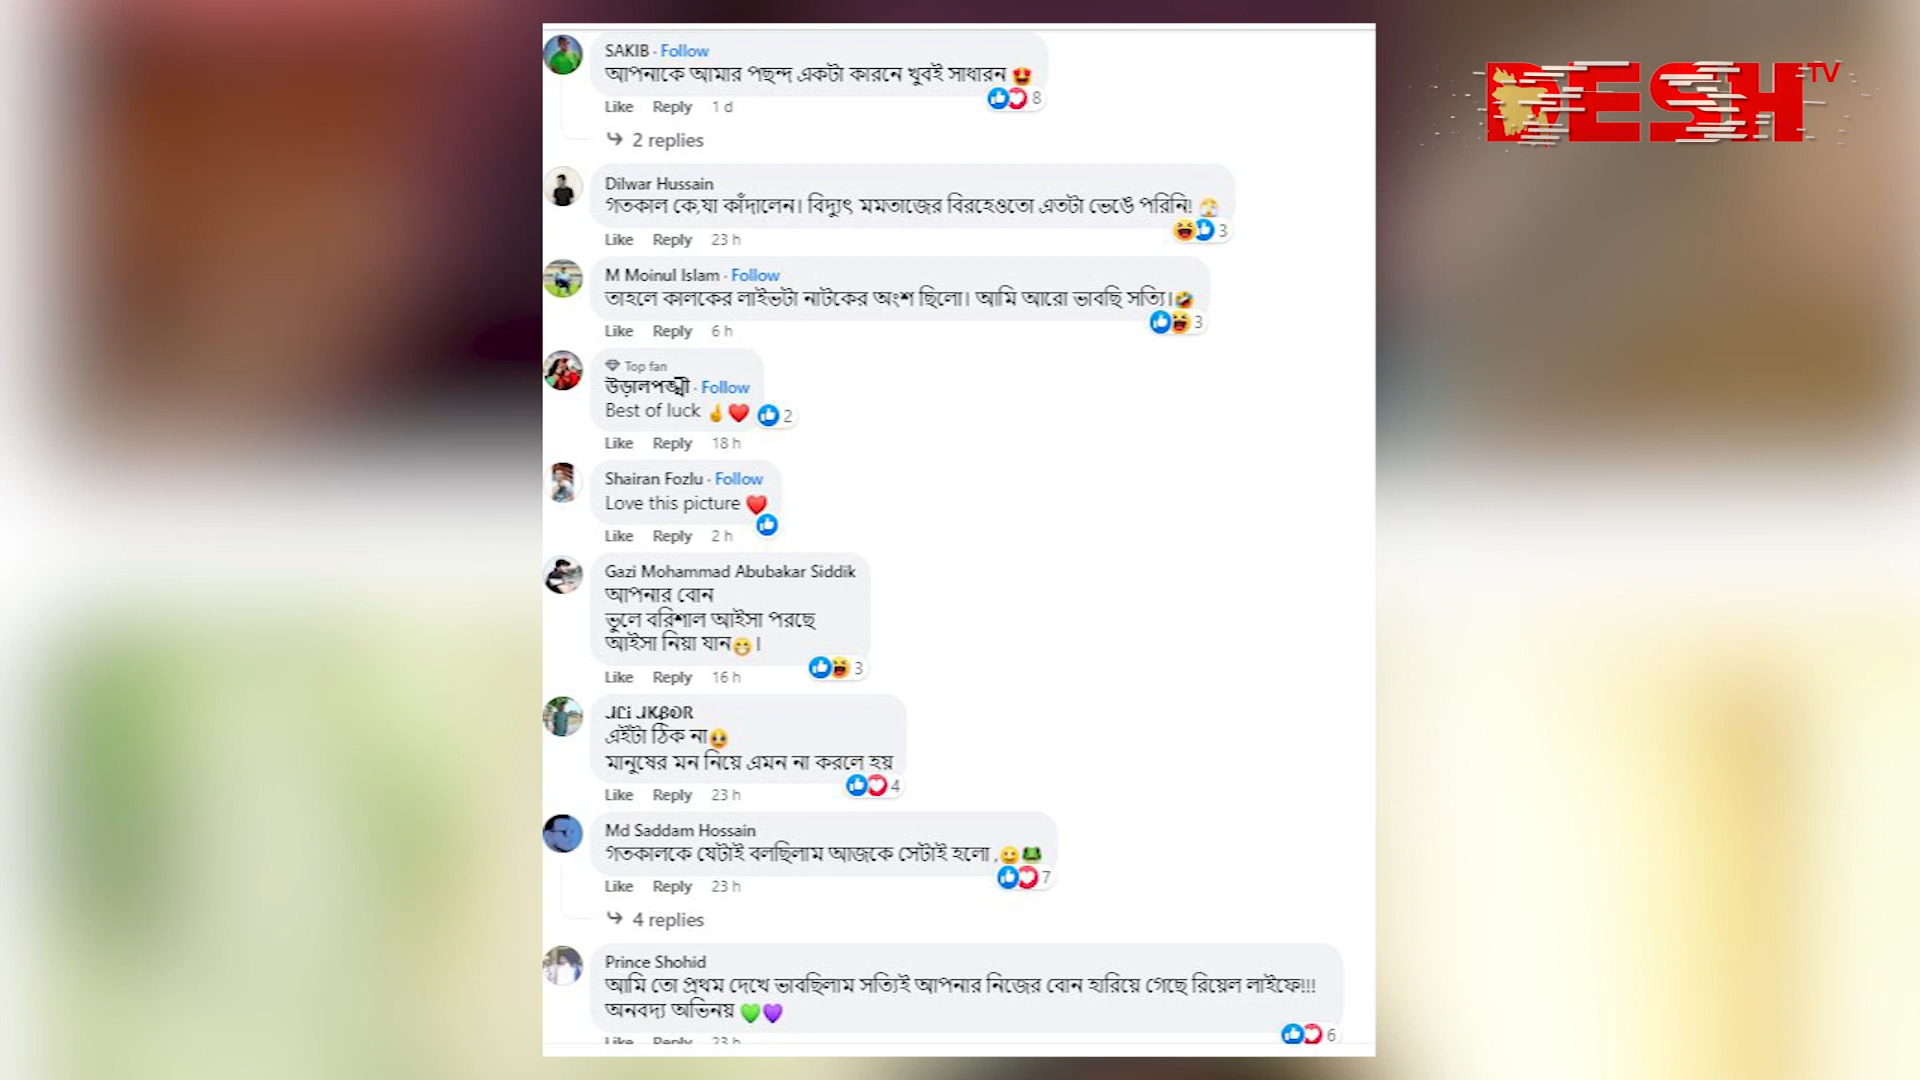 SAKIB · Follow
আপনাকে আমার পছন্দ একটা কারনে খুবই সাধারন 😍
8
Like Reply 1 d
2 replies
Dilwar Hussain
গতকাল কে,যা কাঁদালেন। বিদ্যুৎ মমতাজের বিরহেওতো এতটা ভেঙে পরিনি!
3
Like Reply 23 h
M Moinul Islam · Follow
তাহলে কালকের লাইভটা নাটকের অংশ ছিলো। আমি আরো ভাবছি সত্যি।🤣
3
Like Reply 6 h
Top fan
উড়ালপঙ্খী · Follow
Best of luck 🤞❤️
2
Like Reply 18 h
Shairan Fozlu · Follow
Love this picture ❤️
Like Reply 2 h
Gazi Mohammad Abubakar Siddik
আপনার বোন
ভুলে বরিশাল আইসা পরছে
আইসা নিয়া যান😁।
3
Like Reply 16 h
এইটা ঠিক না🥹
মানুষের মন নিয়ে এমন না করলে হয়
4
Like Reply 23 h
Md Saddam Hossain
গতকালকে যেটাই বলছিলাম আজকে সেটাই হলো ,🙂🐸
7
Like Reply 23 h
4 replies
Prince Shohid
আমি তো প্রথম দেখে ভাবছিলাম সত্যিই আপনার নিজের বোন হারিয়ে গেছে রিয়েল লাইফে!!!
অনবদ্য অভিনয় 💚💜
6
Like Reply 23 h
DESH TV